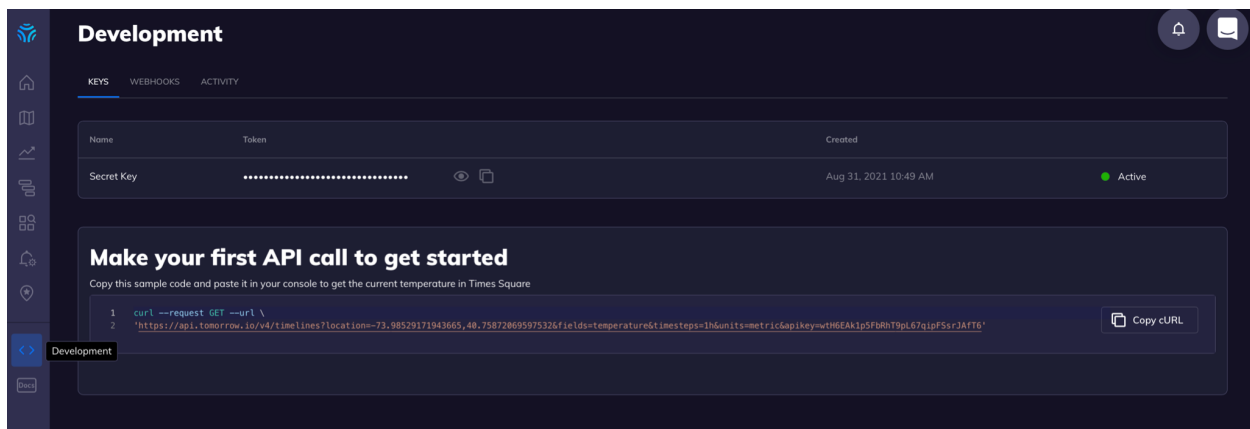 Development
KEYS WEBHOOKS ACTIVITY
Name Token Created
Secret Key •••••••••••••••••••••••••••••••• Aug 31, 2021 10:49 AM Active
Make your first API call to get started
Copy this sample code and paste it in your console to get the current temperature in Times Square
1 curl --request GET --url \
2 'https://api.tomorrow.io/v4/timelines?location=-73.98529171943665,40.75872069597532&fields=temperature&timesteps=1h&units=metric&apikey=wtH6EAk1p5FbRhT9pL67qipFSsrJAfT6'
Copy cURL
Development
Docs